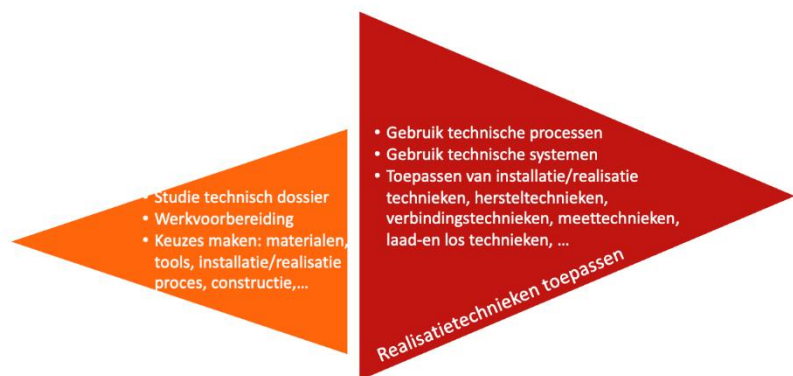 • Studie technisch dossier
• Werkvoorbereiding
• Keuzes maken: materialen,
tools, installatie/realisatie
proces, constructie,...
• Gebruik technische processen
• Gebruik technische systemen
• Toepassen van installatie/realisatie
technieken, hersteltechnieken,
verbindingstechnieken, meettechnieken,
laad-en los technieken, ...
Realisatietechnieken toepassen